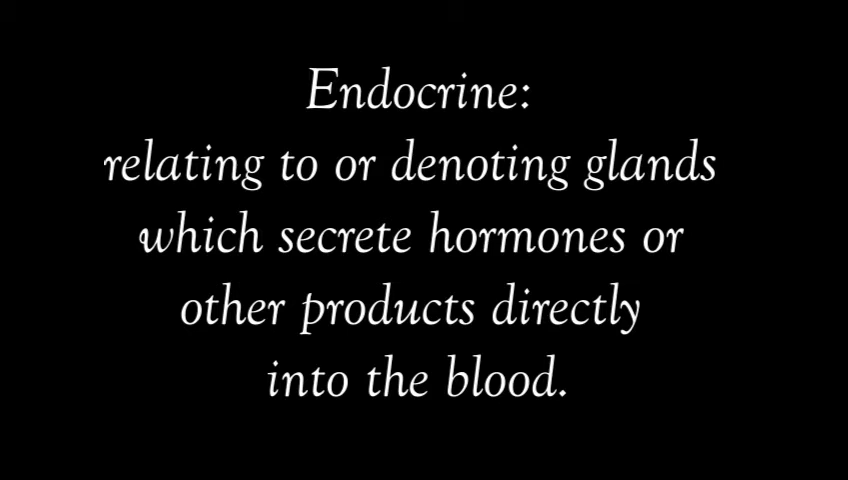 Endocrine:
relating to or denoting glands
which secrete hormones or
other products directly
into the blood.